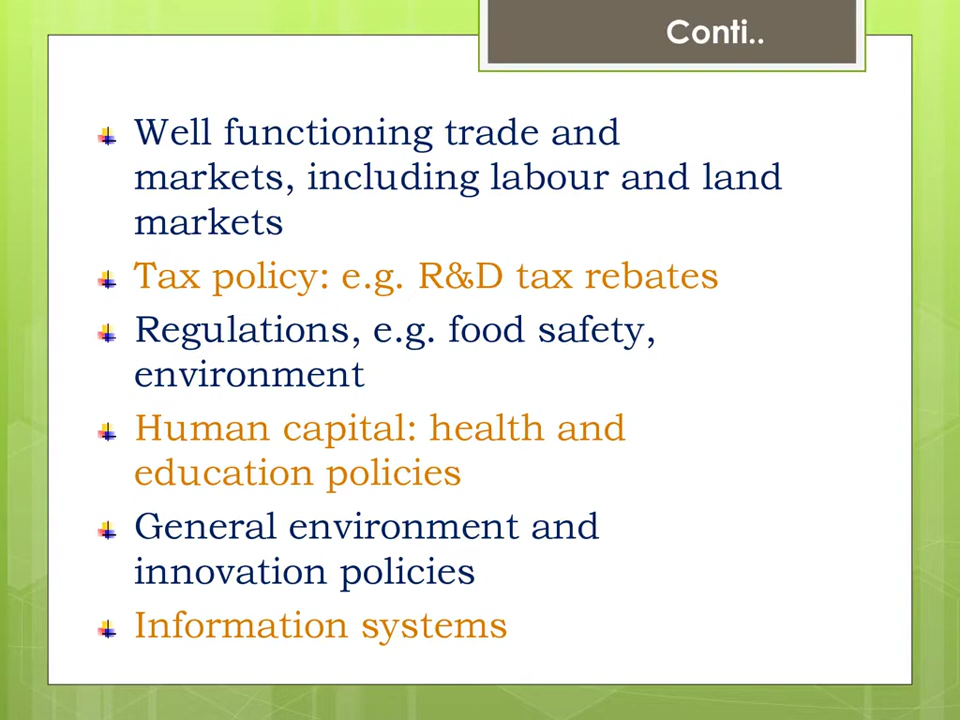 Conti..
Well functioning trade and
markets, including labour and land
markets
Tax policy: e.g. R&D tax rebates
Regulations, e.g. food safety,
environment
Human capital: health and
education policies
General environment and
innovation policies
Information systems